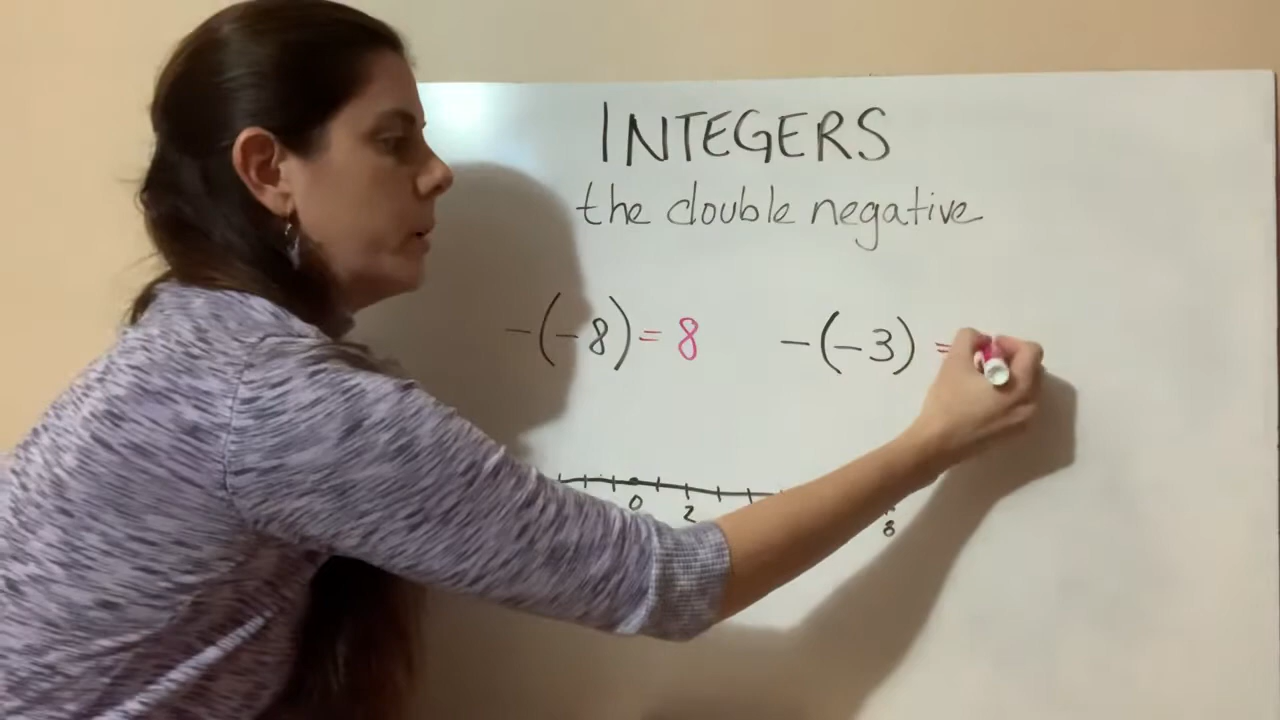 INTEGERS
the double negative
-(-8) = 8 -(-3) =
0 2 8